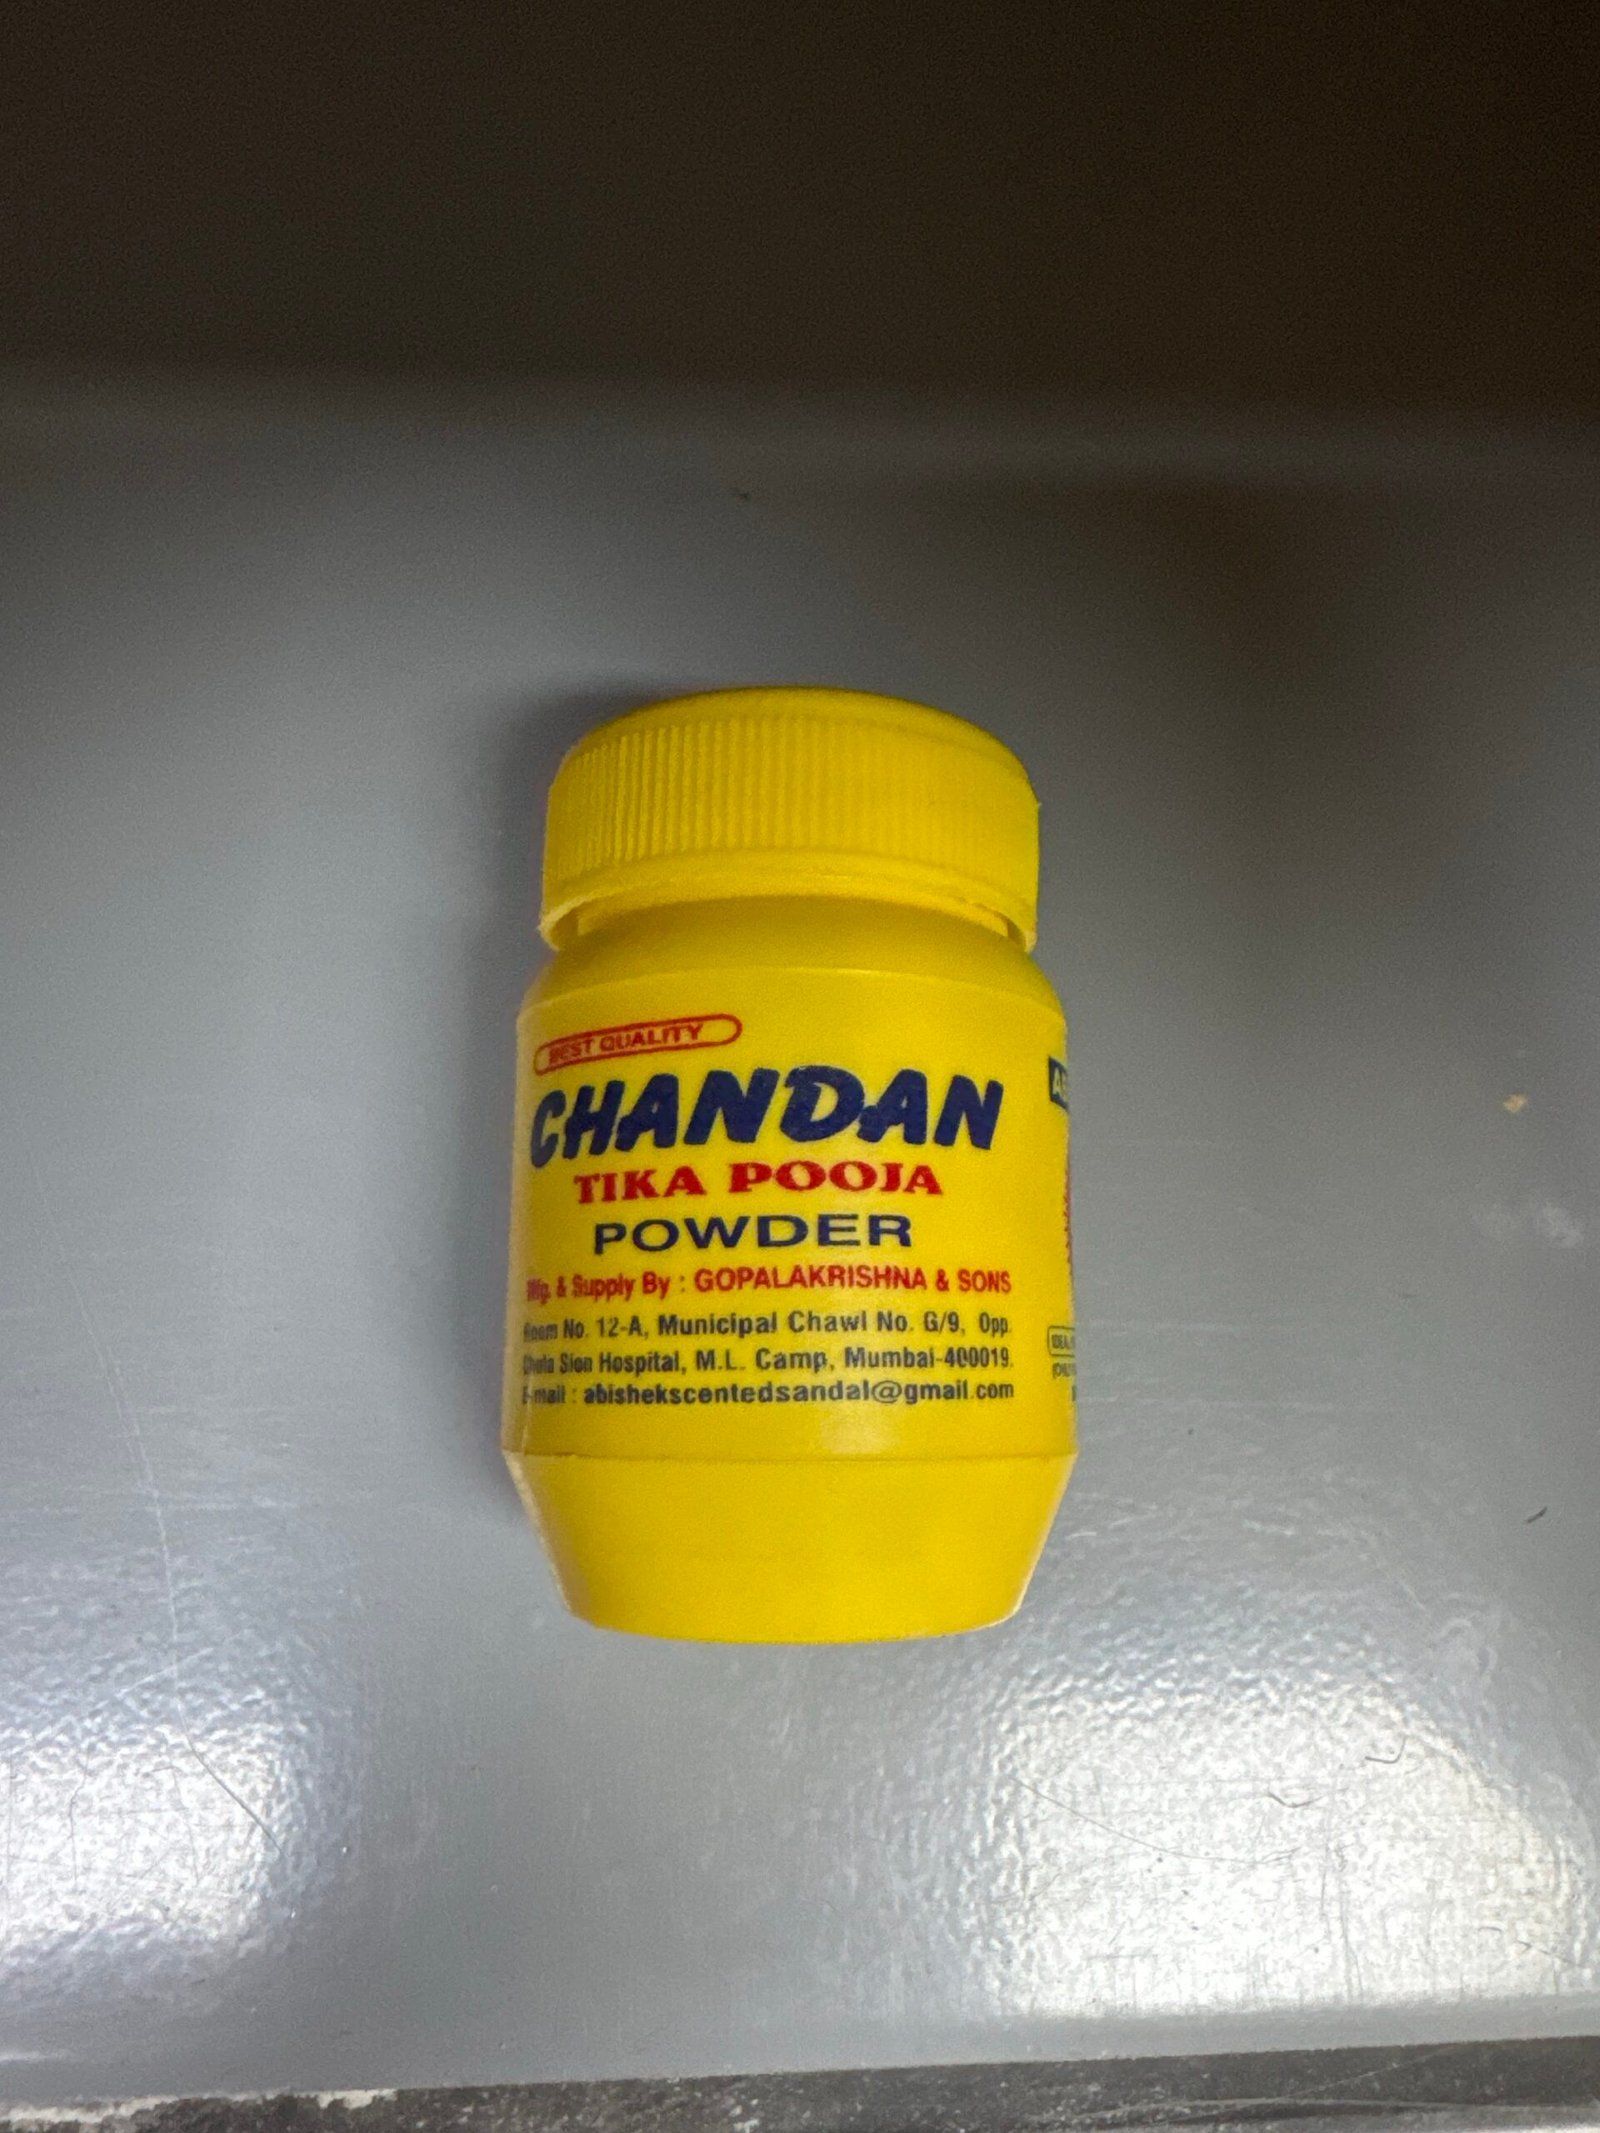 BEST QUALITY
CHANDAN
TIKA POOJA
POWDER
Mfg. & Supply By : GOPALAKRISHNA & SONS
Room No. 12-A, Municipal Chawl No. G/9, Opp.
Sion Hospital, M.L. Camp, Mumbai-400019.
E-mail : abishekscentedsandal@gmail.com